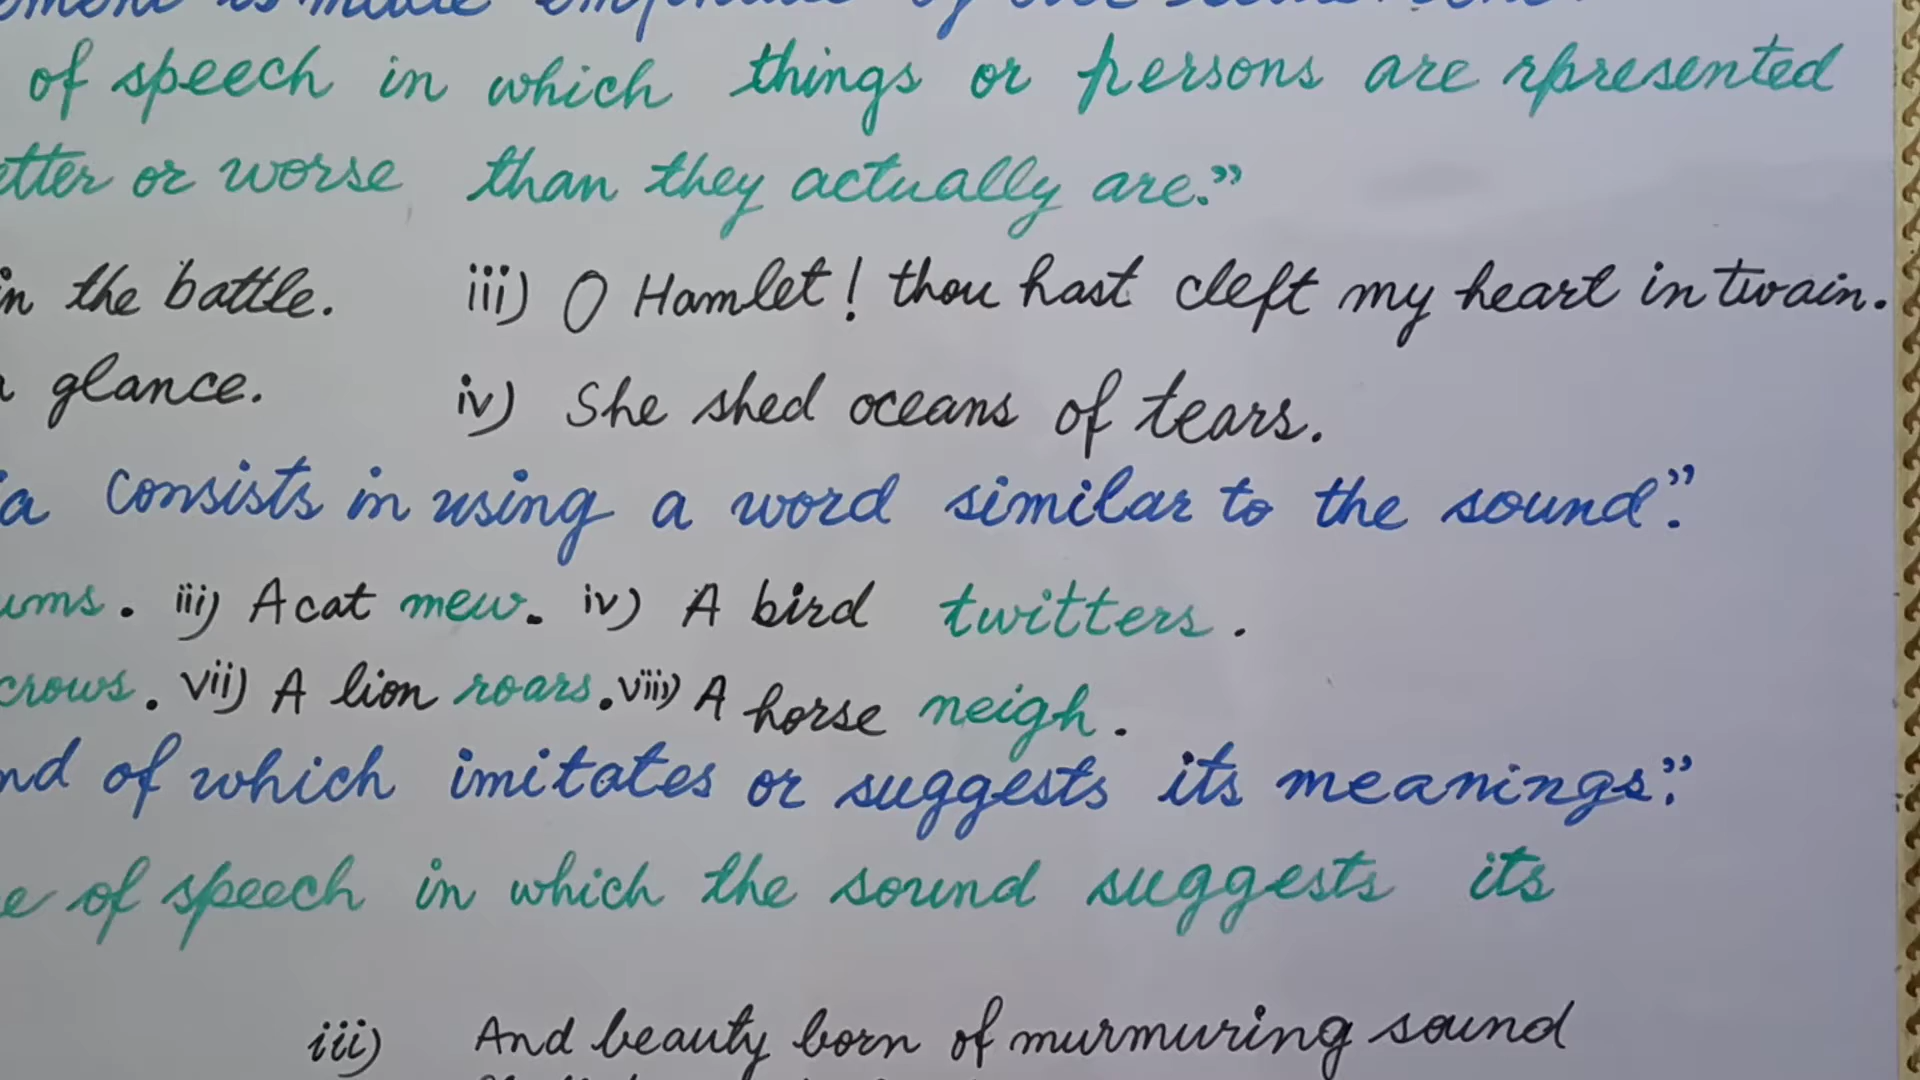 of speech in which things or persons are rpresented
etter or worse than they actually are."
in the battle. iii) O Hamlet! thou hast cleft my heart in twain.
glance. iv) She shed oceans of tears.
ia consists in using a word similar to the sound".
ums. iii) A cat mew. iv) A bird twitters.
crows. vii) A lion roars. viii) A horse neigh.
nd of which imitates or suggests its meanings".
e of speech in which the sound suggests its
iii) And beauty born of murmuring sound